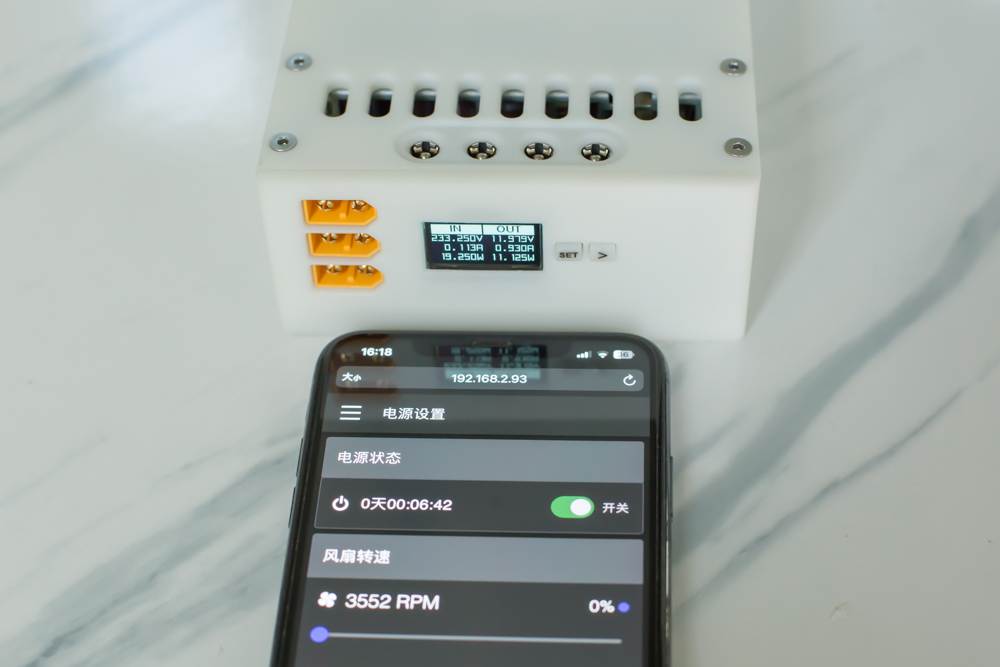 IN OUT
233.250V 11.979V
0.113A 0.930A
19.250W 11.125W
SET >
16:18
大小 192.168.2.93
电源设置
电源状态
0天00:06:42 开关
风扇转速
3552 RPM 0%